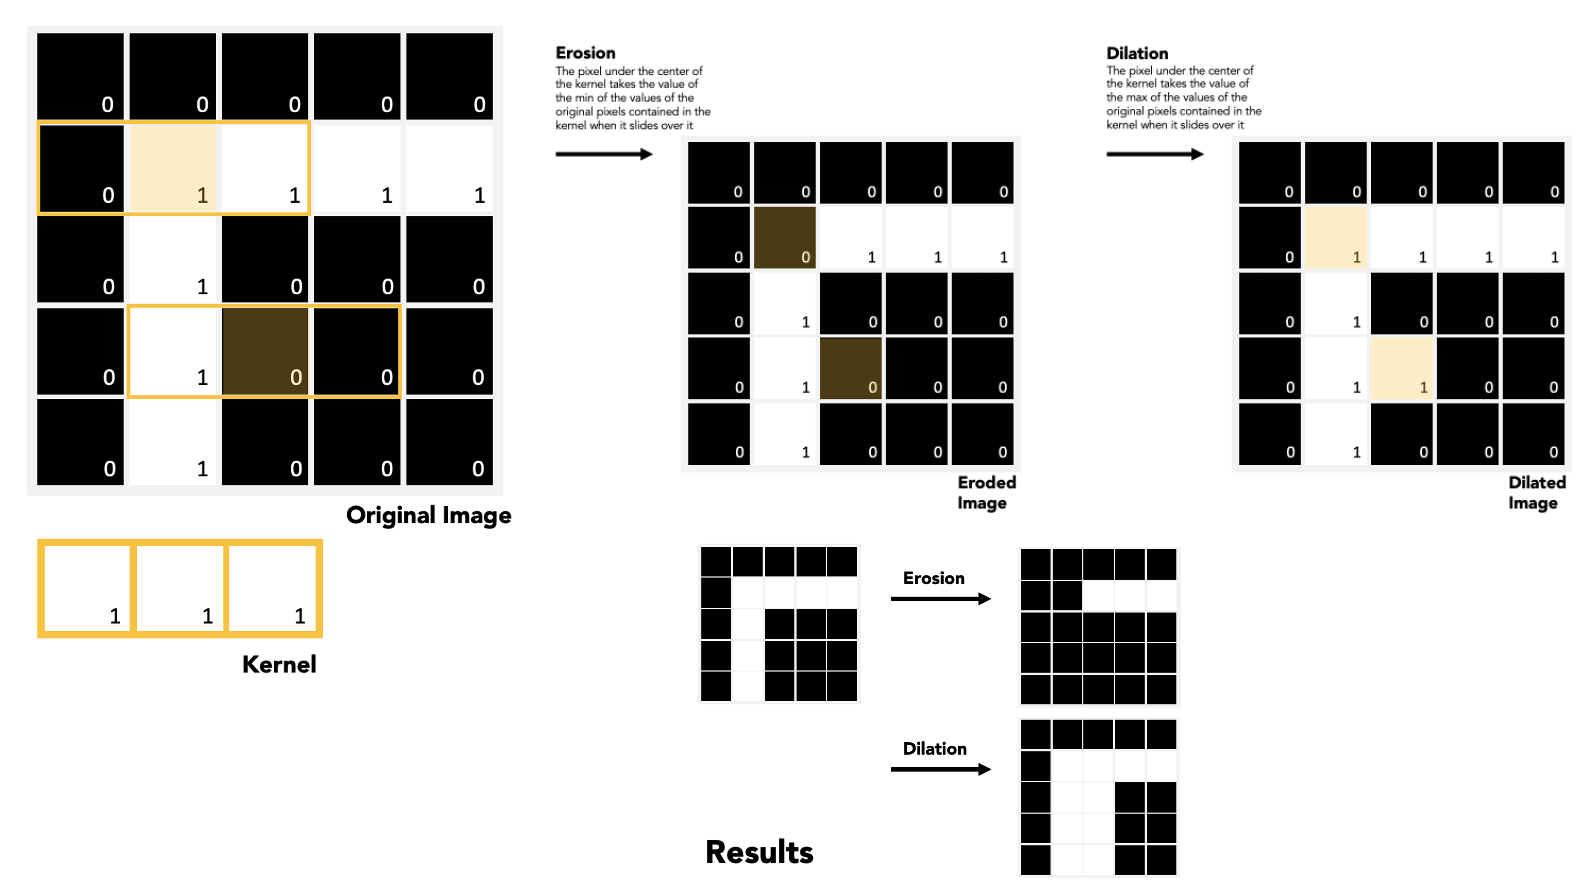 0 0 0 0 0
0 1 1 1 1
0 1 0 0 0
0 1 0 0 0
0 1 0 0 0
Original Image
1 1 1
Kernel
Erosion
The pixel under the center of
the kernel takes the value of
the min of the values of the
original pixels contained in the
kernel when it slides over it
0 0 0 0 0
0 0 1 1 1
0 1 0 0 0
0 1 0 0 0
0 1 0 0 0
Eroded
Image
Dilation
The pixel under the center of
the kernel takes the value of
the max of the values of the
original pixels contained in the
kernel when it slides over it
0 0 0 0 0
0 1 1 1 1
0 1 0 0 0
0 1 1 0 0
0 1 0 0 0
Dilated
Image
Erosion
Dilation
Results